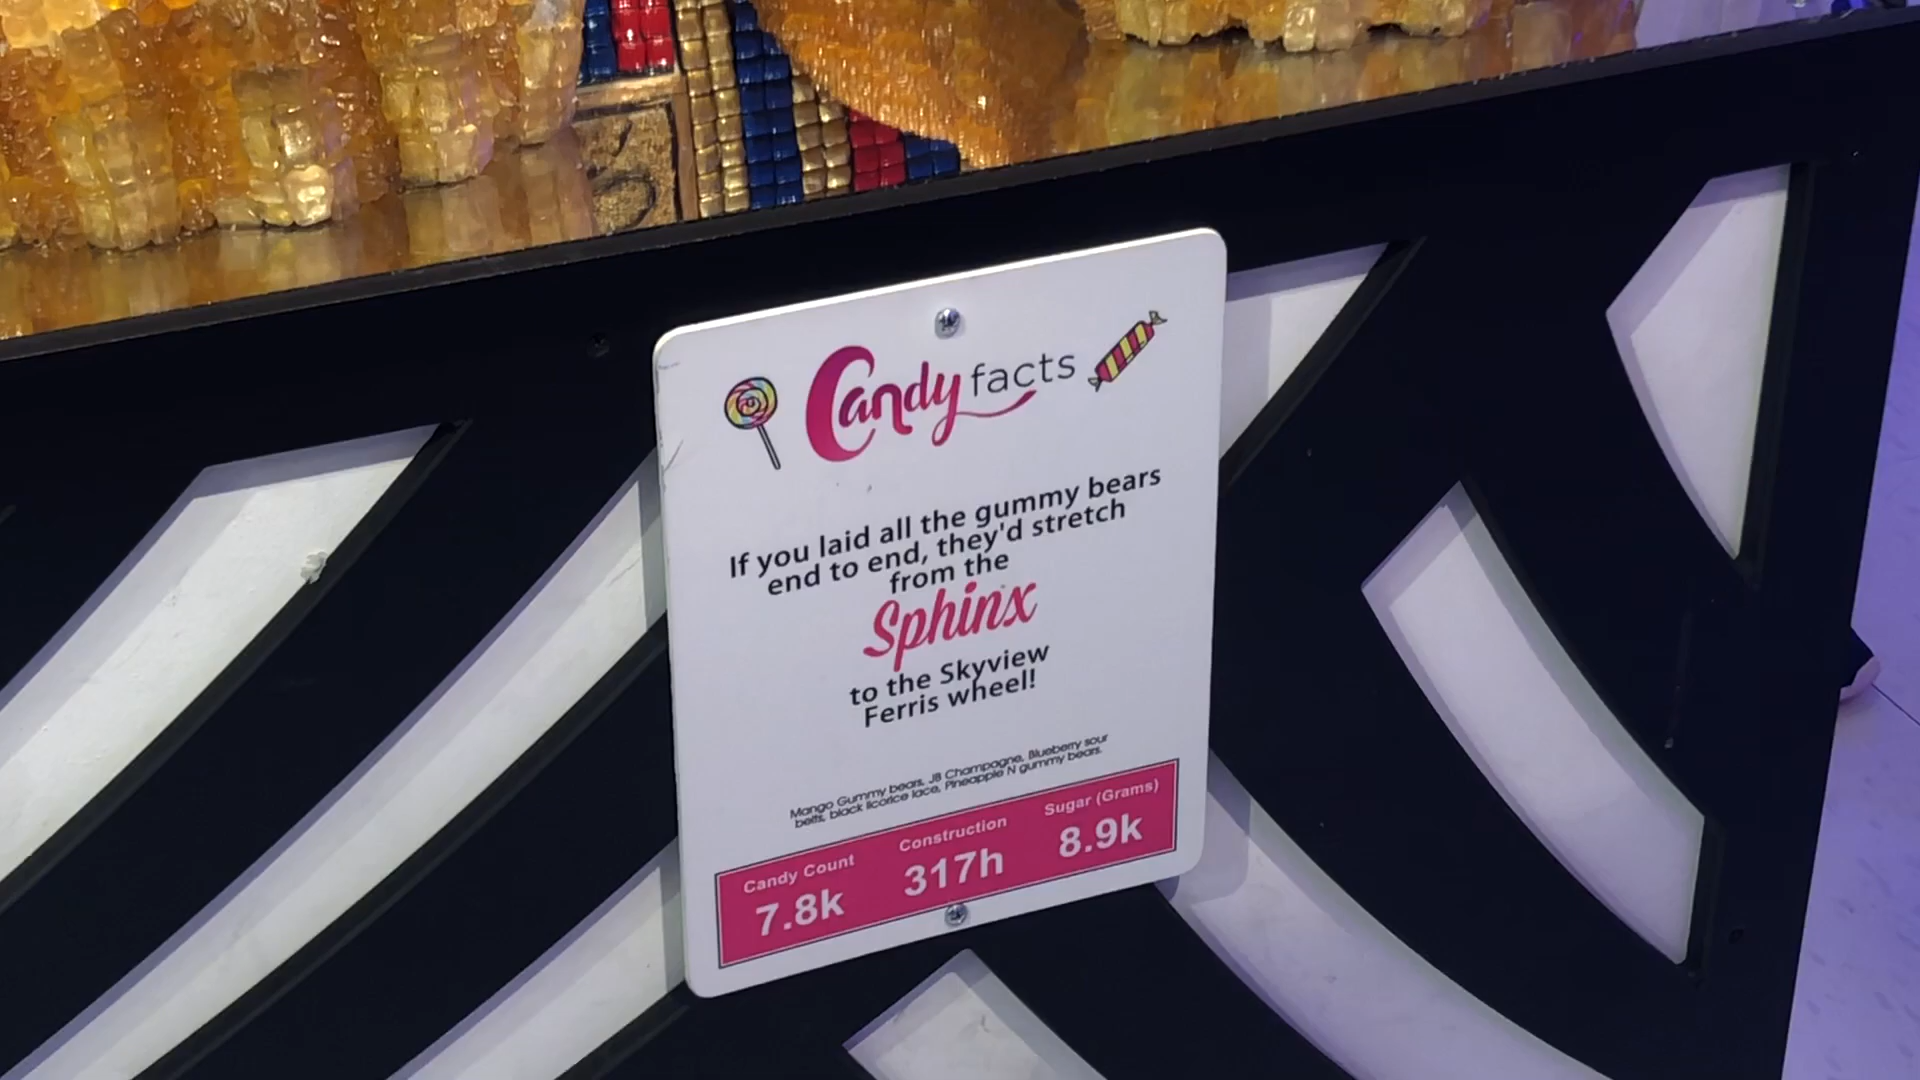 Candy facts
If you laid all the gummy bears
end to end, they'd stretch
from the
Sphinx
to the Skyview
Ferris wheel!
Mango Gummy bears, JB Champagne, Blueberry sour
belts, black licorice lace, Pineapple N gummy bears.
Candy Count Construction Sugar (Grams)
7.8k 317h 8.9k